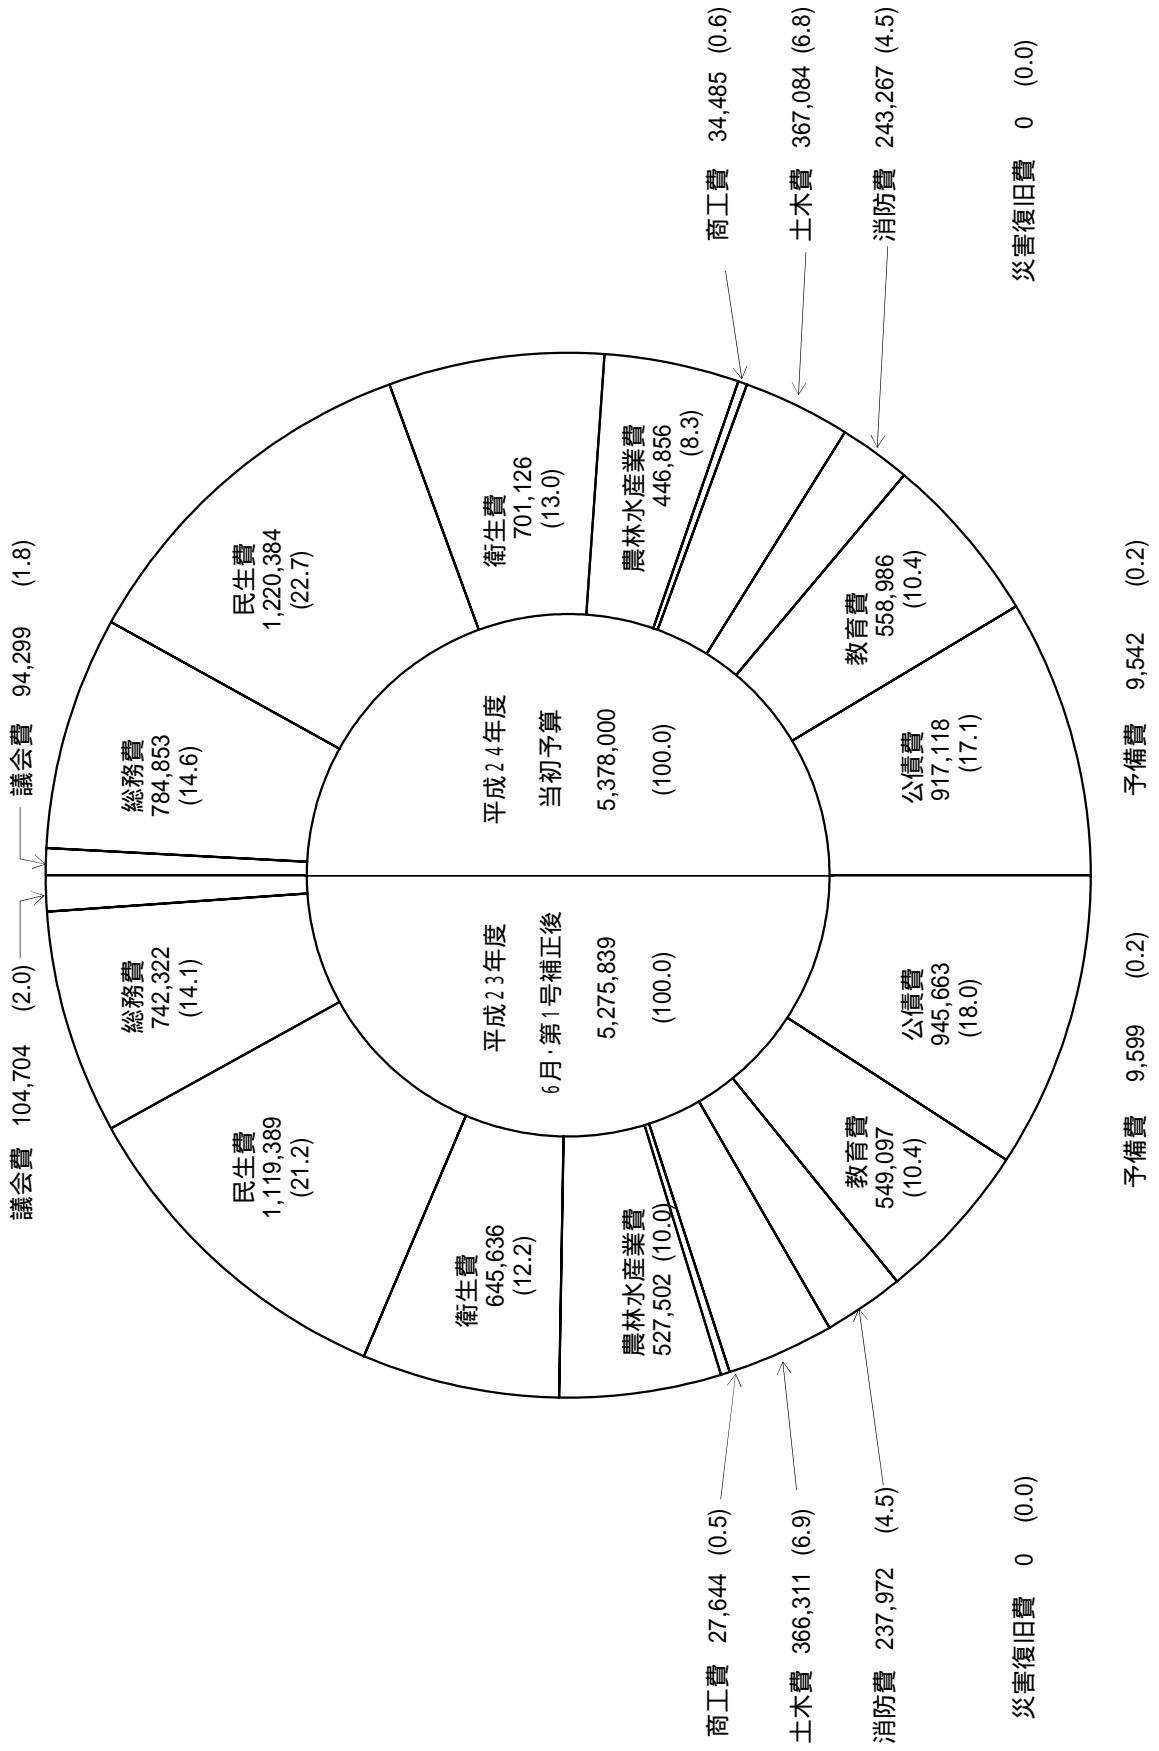 議会費 104,704 (2.0)
総務費
742,322
(14.1)
民生費
1,119,389
(21.2)
衛生費
645,636
(12.2)
農林水産業費
527,502 (10.0)
商工費 27,644 (0.5)
土木費 366,311 (6.9)
消防費 237,972 (4.5)
災害復旧費 0 (0.0)
教育費
549,097
(10.4)
公債費
945,663
(18.0)
予備費 9,599 (0.2)
平成23年度
6月・第1号補正後
5,275,839
(100.0)
平成24年度
当初予算
5,378,000
(100.0)
議会費 94,299 (1.8)
総務費
784,853
(14.6)
民生費
1,220,384
(22.7)
衛生費
701,126
(13.0)
農林水産業費
446,856
(8.3)
商工費 34,485 (0.6)
土木費 367,084 (6.8)
消防費 243,267 (4.5)
災害復旧費 0 (0.0)
教育費
558,986
(10.4)
公債費
917,118
(17.1)
予備費 9,542 (0.2)